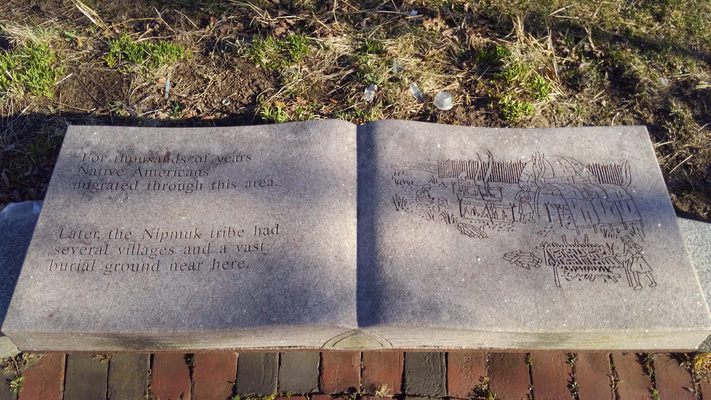 For thousands of years
Native Americans
migrated through this area.
Later, the Nipmuk tribe had
several villages and a vast
burial ground near here.